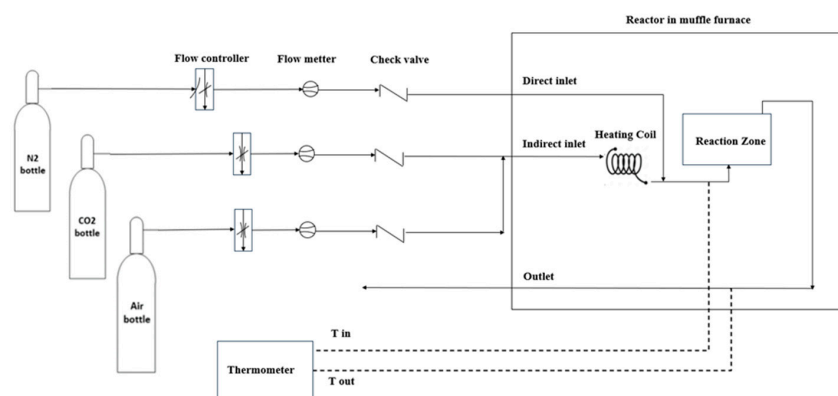 Reactor in muffle furnace
Flow controller
Flow metter
Check valve
Direct inlet
N2
bottle
Indirect inlet
Heating Coil
Reaction Zone
CO2
bottle
Outlet
Air
bottle
T in
Thermometer
T out